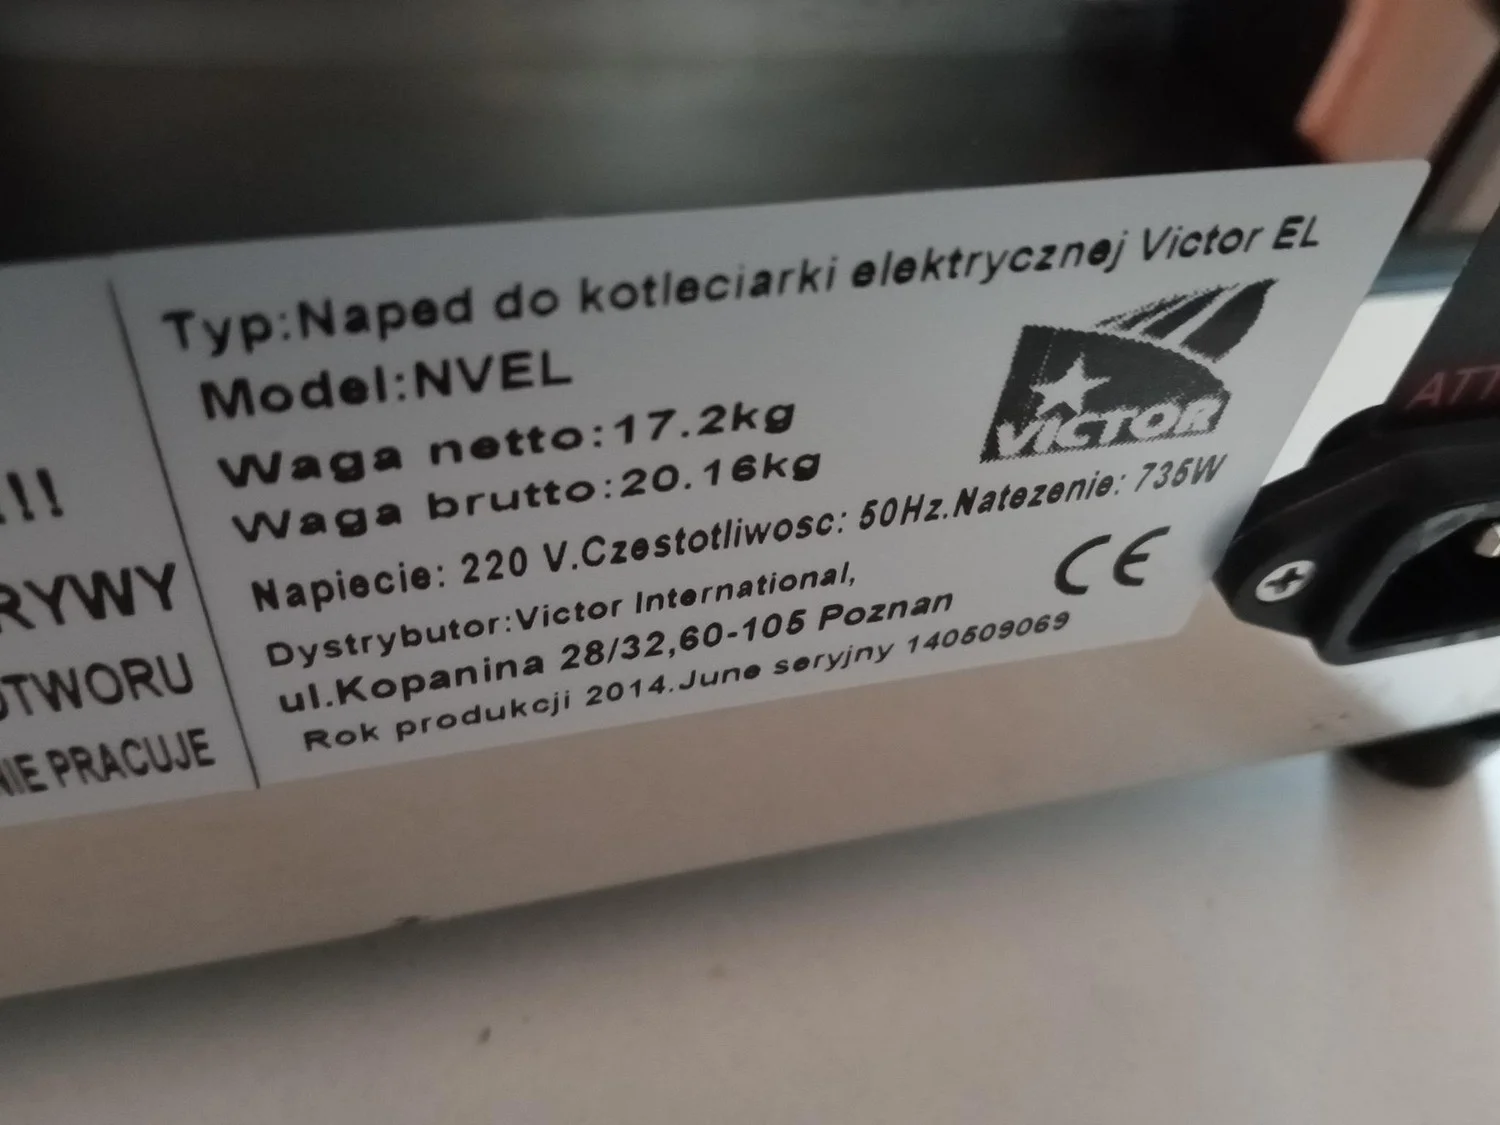 !!!
RYWY
OTWORU
NIE PRACUJE
Typ:Naped do kotleciarki elektrycznej Victor EL
Model:NVEL
Waga netto:17.2kg
Waga brutto:20.16kg
VICTOR
Napiecie: 220 V.Czestotliwosc: 50Hz.Natezenie: 735W
Dystrybutor:Victor International,
ul.Kopanina 28/32,60-105 Poznan
CE
Rok produkcji 2014.June seryjny 140509069
ATT